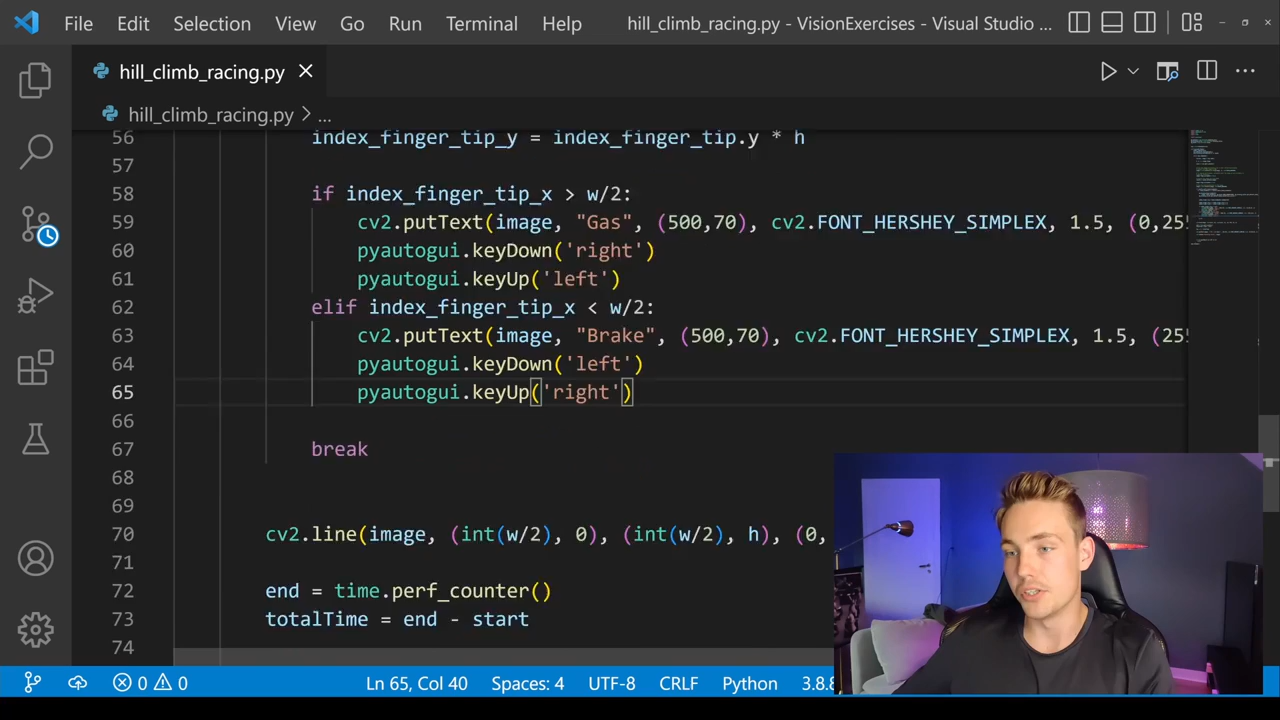 File Edit Selection View Go Run Terminal Help hill_climb_racing.py - VisionExercises - Visual Studio ...
hill_climb_racing.py
hill_climb_racing.py > ...
56 index_finger_tip_y = index_finger_tip.y * h
57
58 if index_finger_tip_x > w/2:
59 cv2.putText(image, "Gas", (500,70), cv2.FONT_HERSHEY_SIMPLEX, 1.5, (0,255
60 pyautogui.keyDown('right')
61 pyautogui.keyUp('left')
62 elif index_finger_tip_x < w/2:
63 cv2.putText(image, "Brake", (500,70), cv2.FONT_HERSHEY_SIMPLEX, 1.5, (255
64 pyautogui.keyDown('left')
65 pyautogui.keyUp('right')
66
67 break
68
69
70 cv2.line(image, (int(w/2), 0), (int(w/2), h), (0,
71
72 end = time.perf_counter()
73 totalTime = end - start
74
0 0 Ln 65, Col 40 Spaces: 4 UTF-8 CRLF Python 3.8.8